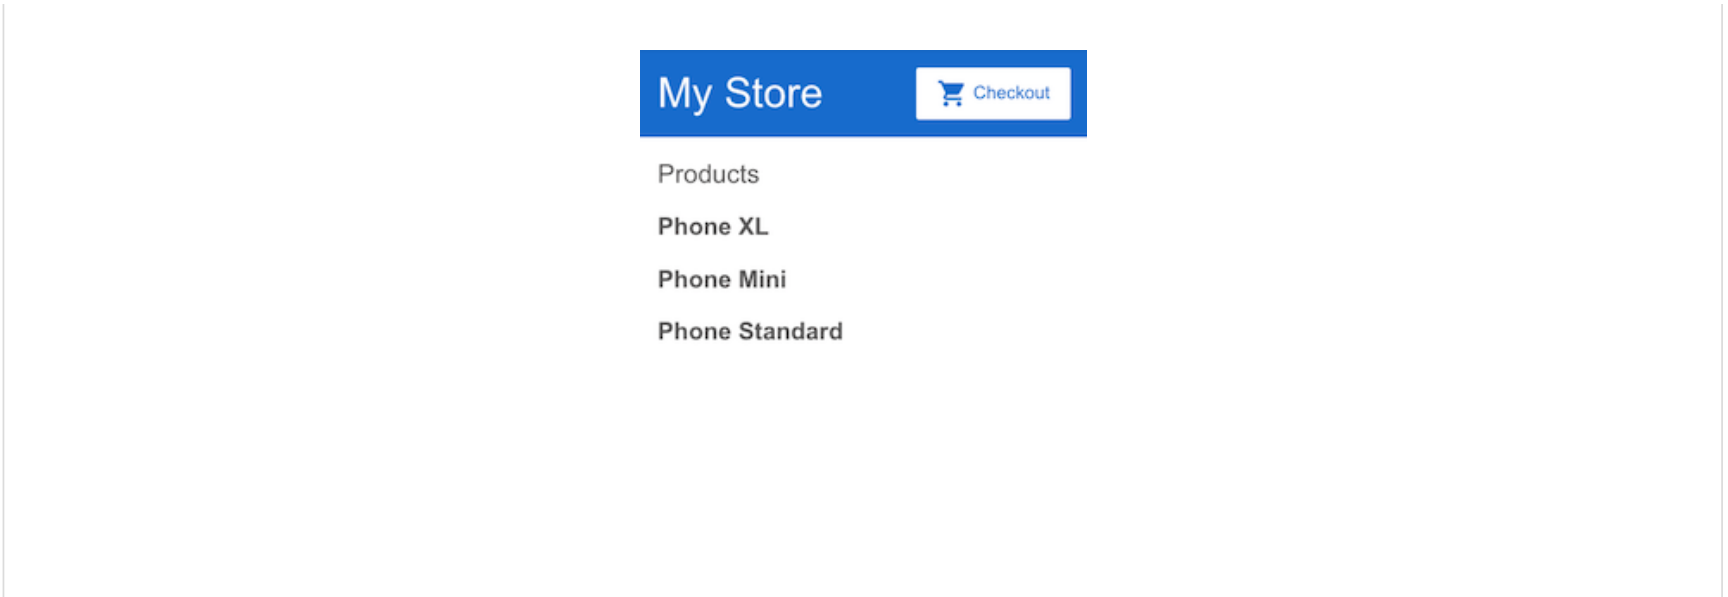 My Store
Checkout
Products
Phone XL
Phone Mini
Phone Standard